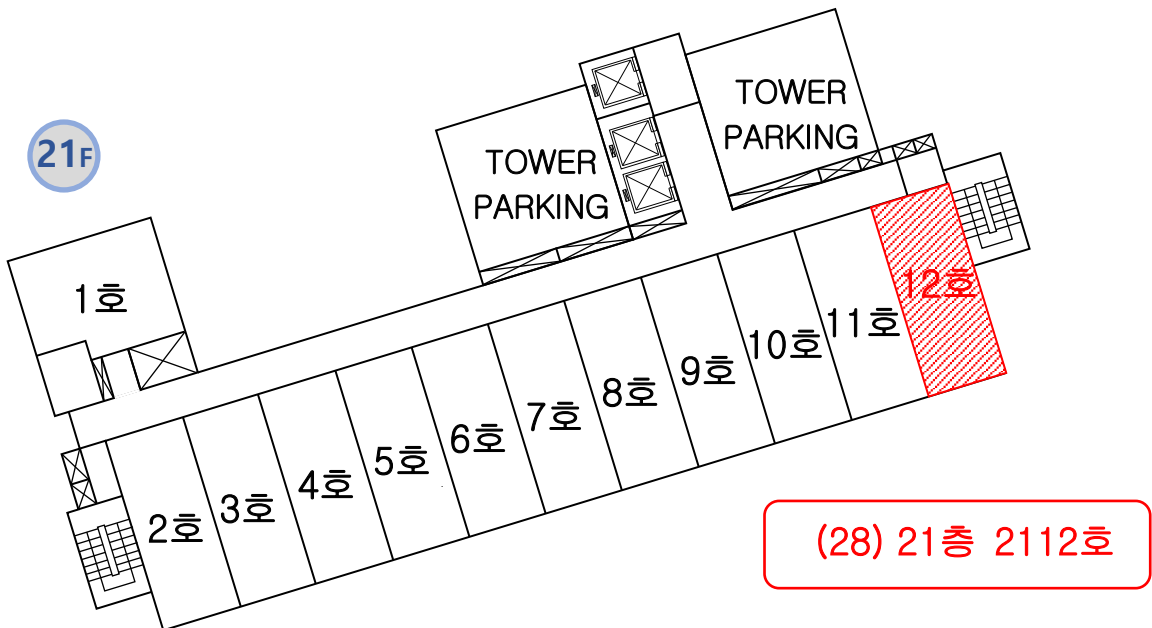 21F
TOWER
PARKING
TOWER
PARKING
1호
2호
3호
4호
5호
6호
7호
8호
9호
10호
11호
12호
(28) 21층 2112호